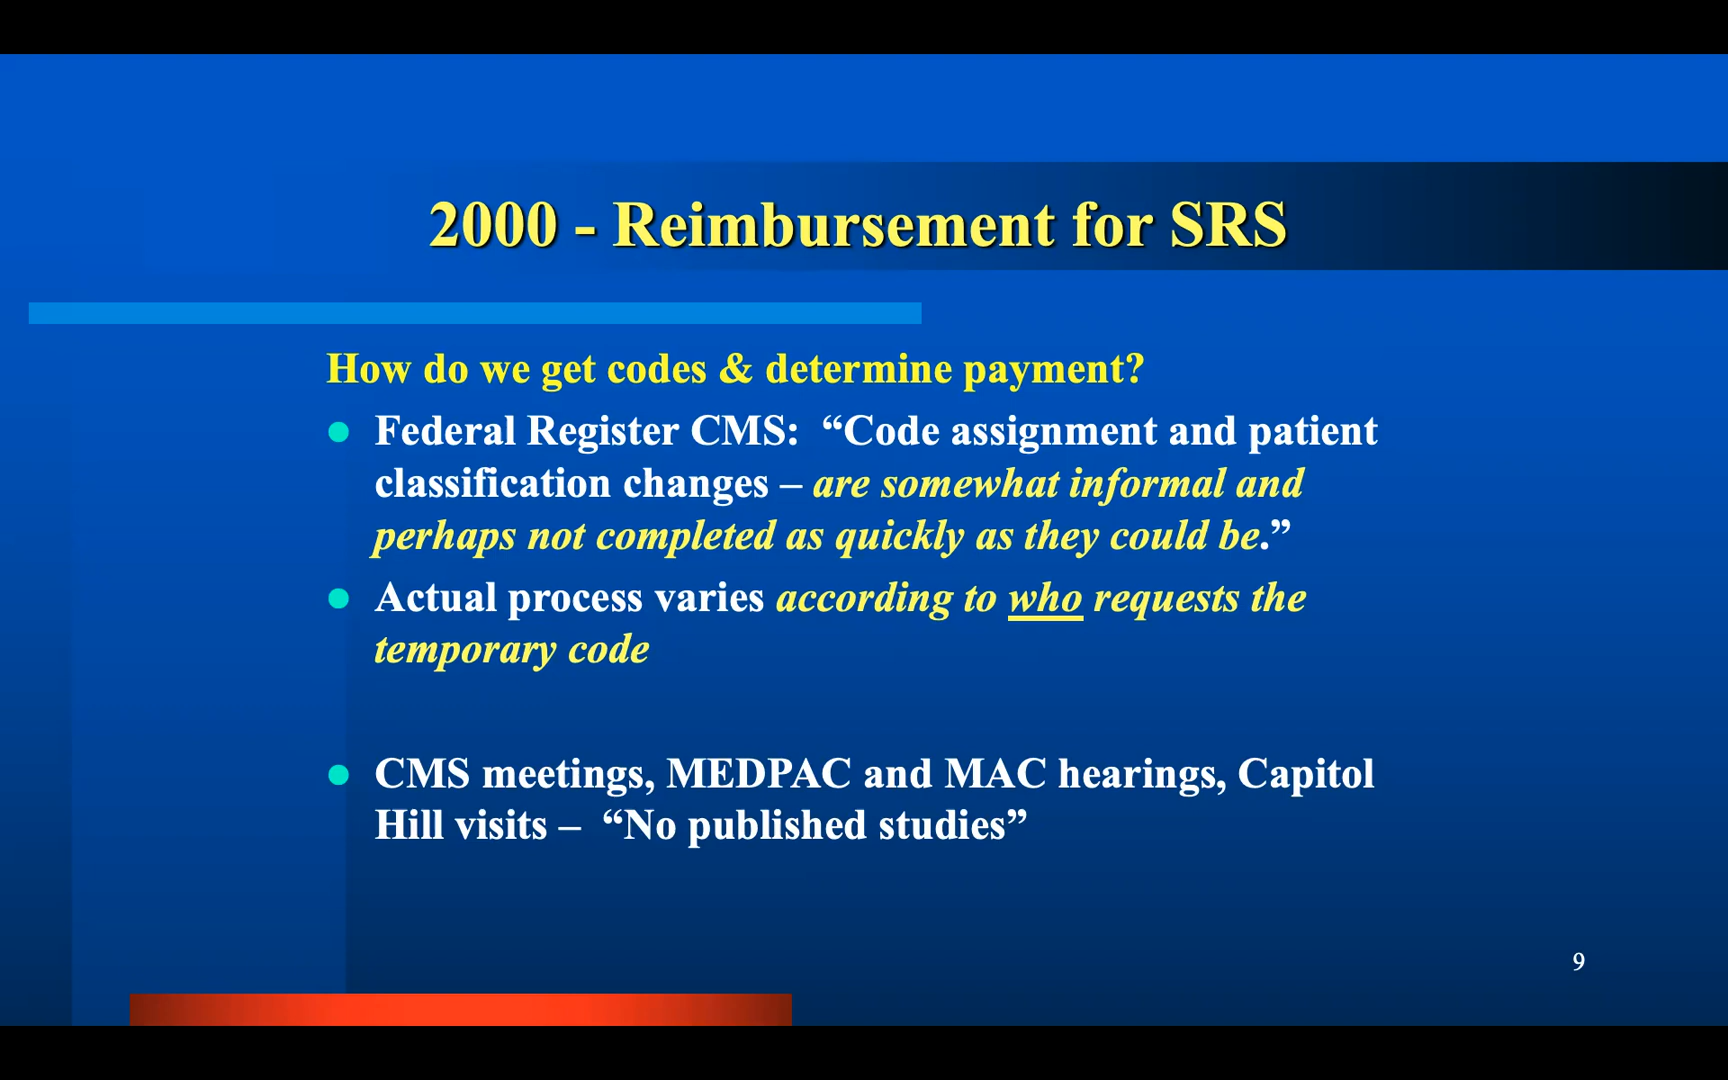 2000 - Reimbursement for SRS
How do we get codes & determine payment?
Federal Register CMS:  “Code assignment and patient
classification changes – are somewhat informal and
perhaps not completed as quickly as they could be.”
Actual process varies according to who requests the
temporary code
CMS meetings, MEDPAC and MAC hearings, Capitol
Hill visits –  “No published studies”
9